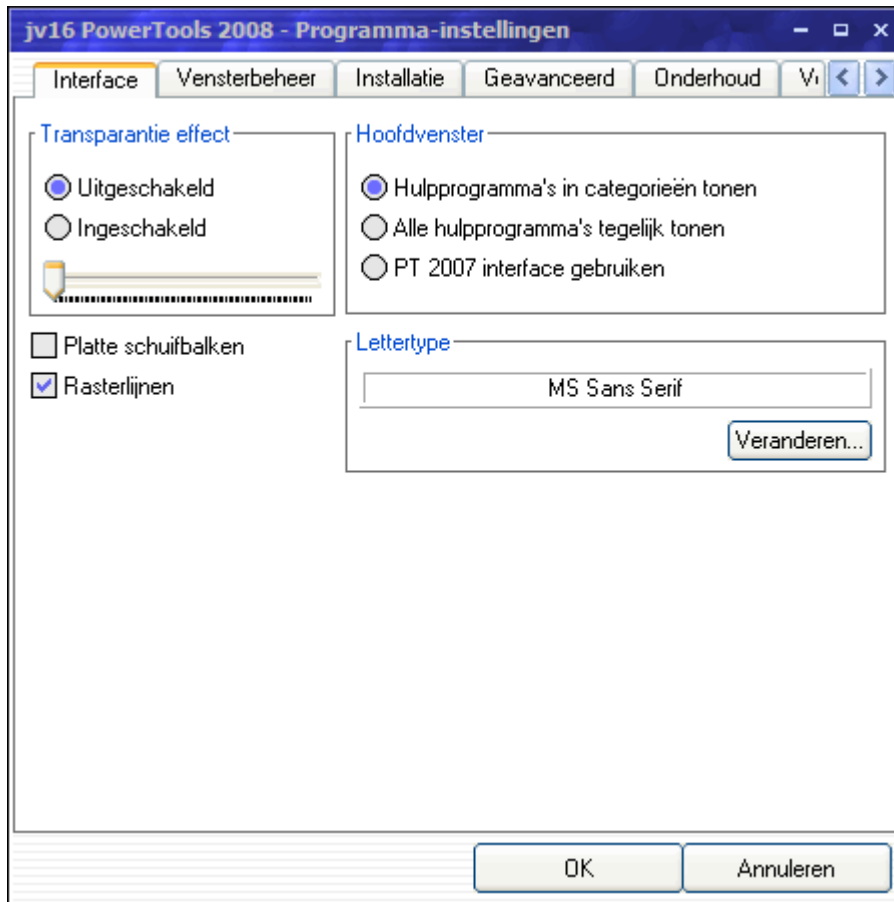 jv16 PowerTools 2008 - Programma-instellingen
Interface Vensterbeheer Installatie Geavanceerd Onderhoud
Transparantie effect
Uitgeschakeld
Ingeschakeld
Platte schuifbalken
Rasterlijnen
Hoofdvenster
Hulpprogramma's in categorieën tonen
Alle hulpprogramma's tegelijk tonen
PT 2007 interface gebruiken
Lettertype
MS Sans Serif
Veranderen...
OK Annuleren